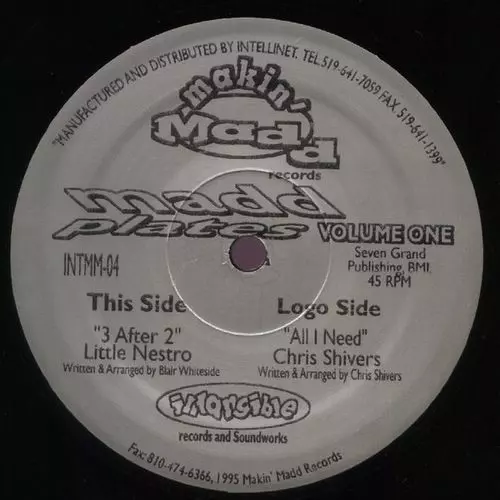 "MANUFACTURED AND DISTRIBUTED BY INTELLINET. TEL.519-641-7059 FAX. 519-641-1399"
makin'
Madd
records
madd
plates VOLUME ONE
INTMM-04
Seven Grand
Publishing, BMI.
45 RPM
This Side
"3 After 2"
Little Nestro
Written & Arranged by Blair Whiteside
Logo Side
"All I Need"
Chris Shivers
Written & Arranged by Chris Shivers
invincible
records and Soundworks
Fax: 810-474-6366, 1995 Makin' Madd Records